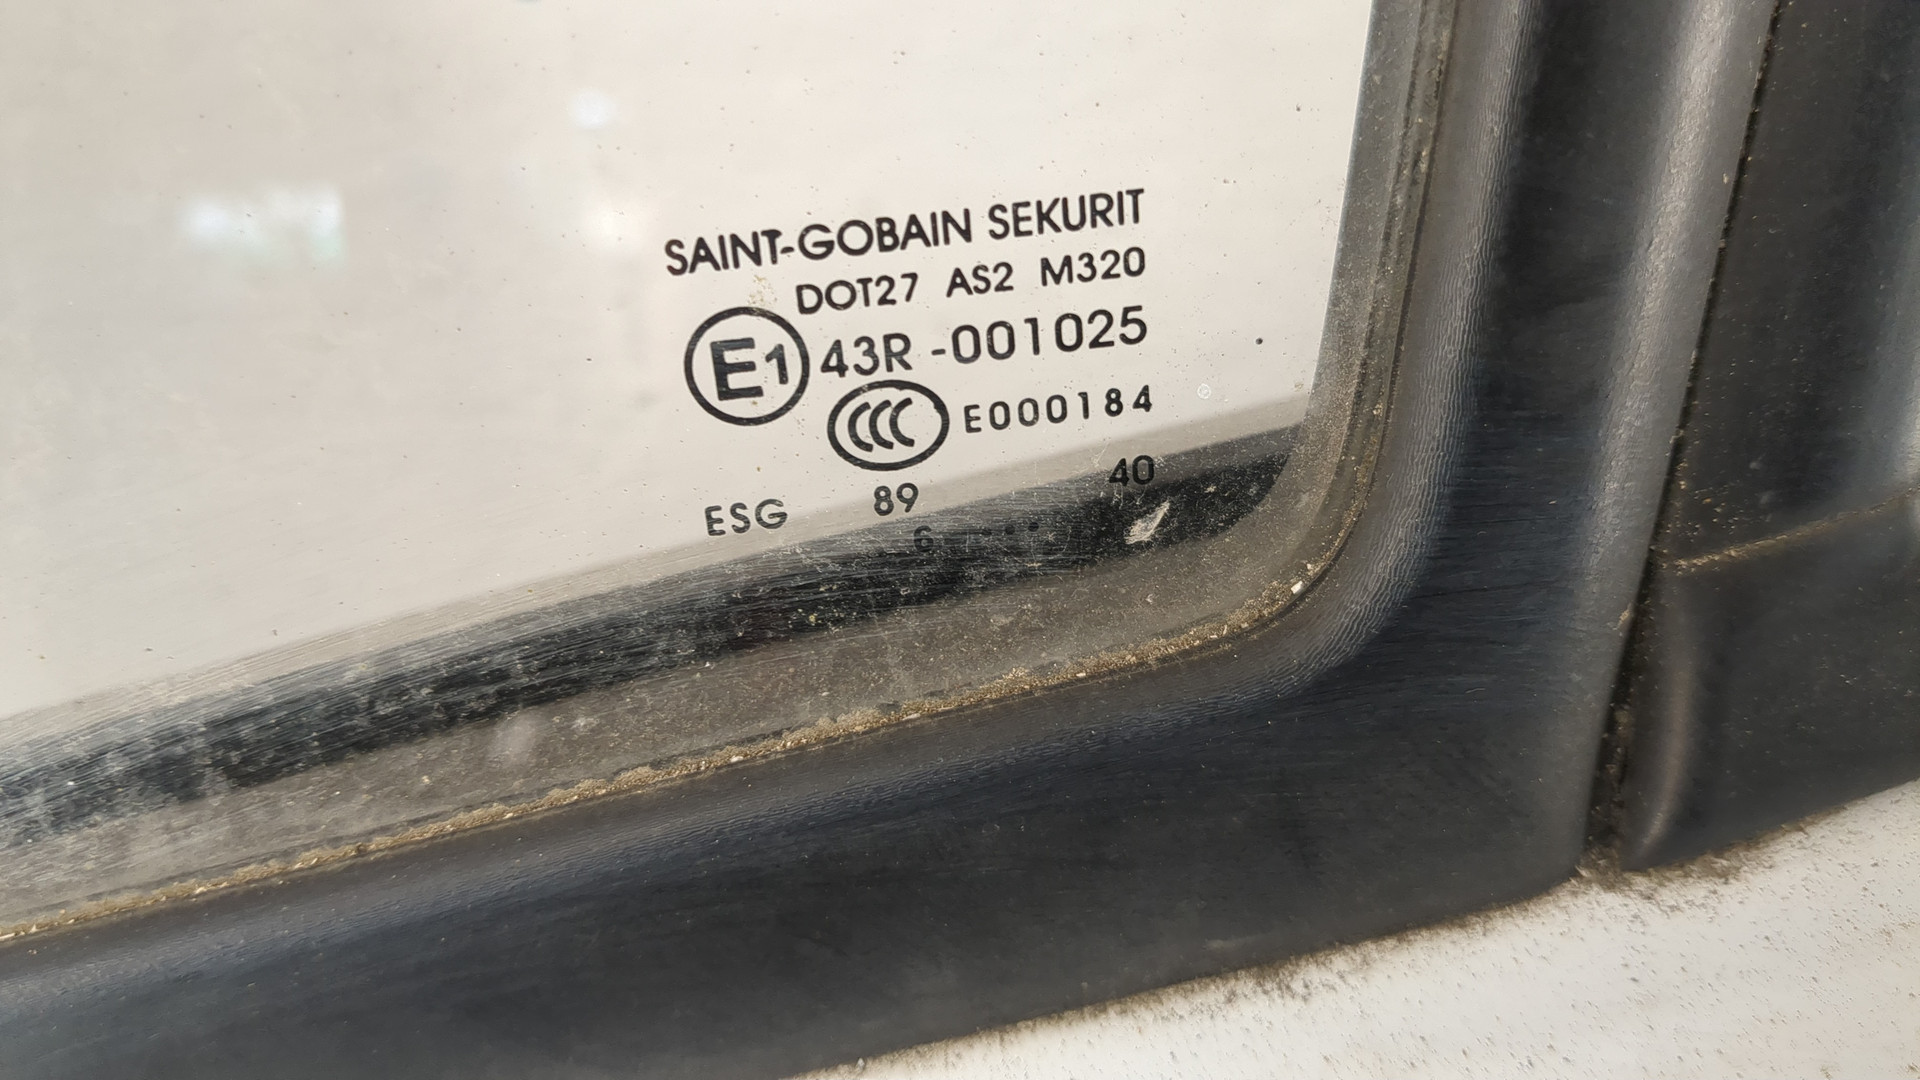 SAINT-GOBAIN SEKURIT
DOT27 AS2 M320
E1 43R -001025
CCC E000184
ESG 89 40
6 ...